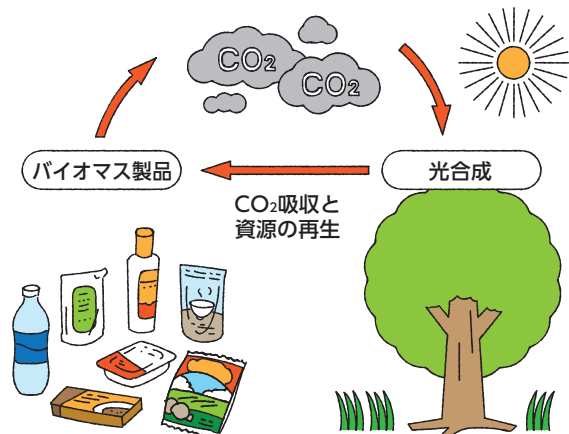 CO₂
CO₂
バイオマス製品
光合成
CO₂吸収と
資源の再生